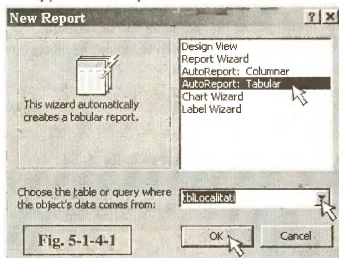 New Report
Design View
Report Wizard
AutoReport: Columnar
AutoReport: Tabular
Chart Wizard
Label Wizard
This wizard automatically
creates a tabular report.
Choose the table or query where
the object's data comes from:
tblLocalitati
Fig. 5-1-4-1
OK
Cancel